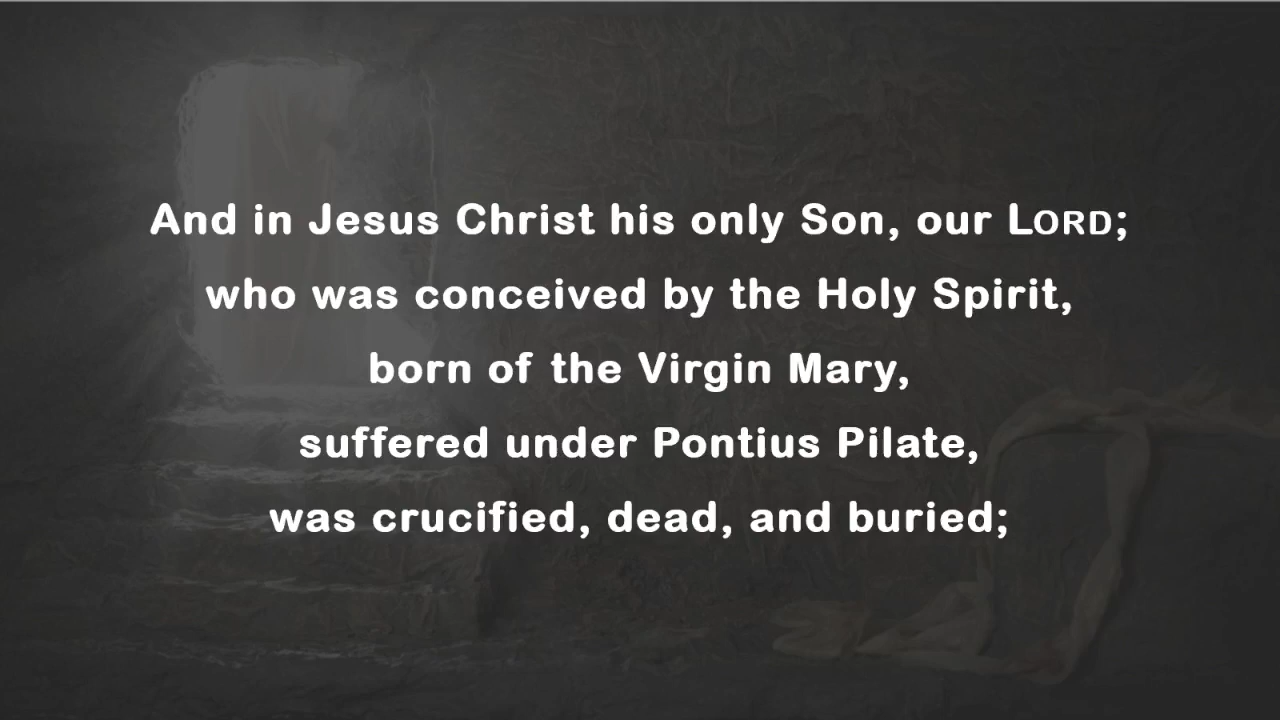 And in Jesus Christ his only Son, our LORD;
who was conceived by the Holy Spirit,
born of the Virgin Mary,
suffered under Pontius Pilate,
was crucified, dead, and buried;